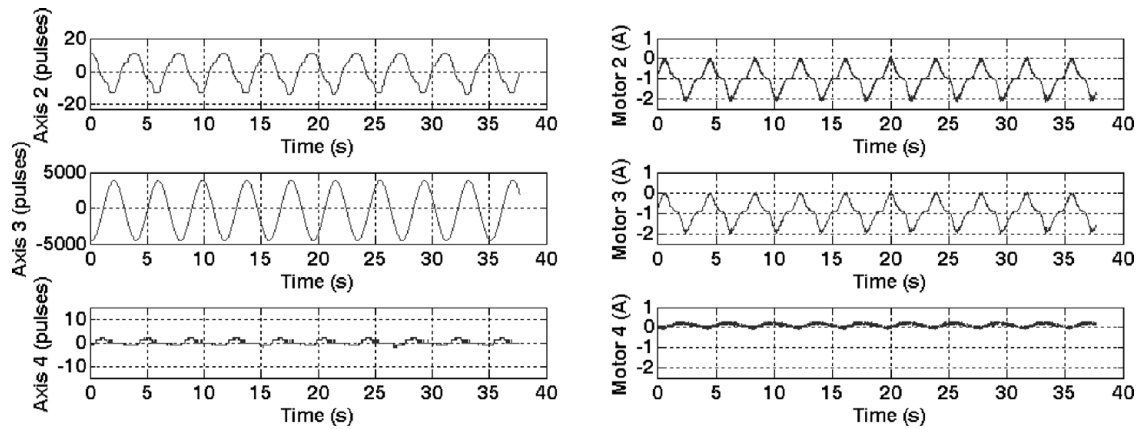 Axis 2 (pulses)
20
0
-20
0 5 10 15 20 25 30 35 40
Time (s)
Motor 2 (A)
1
0
-1
-2
0 5 10 15 20 25 30 35 40
Time (s)
Axis 3 (pulses)
5000
0
-5000
0 5 10 15 20 25 30 35 40
Time (s)
Motor 3 (A)
1
0
-1
-2
0 5 10 15 20 25 30 35 40
Time (s)
Axis 4 (pulses)
10
0
-10
0 5 10 15 20 25 30 35 40
Time (s)
Motor 4 (A)
1
0
-1
-2
0 5 10 15 20 25 30 35 40
Time (s)